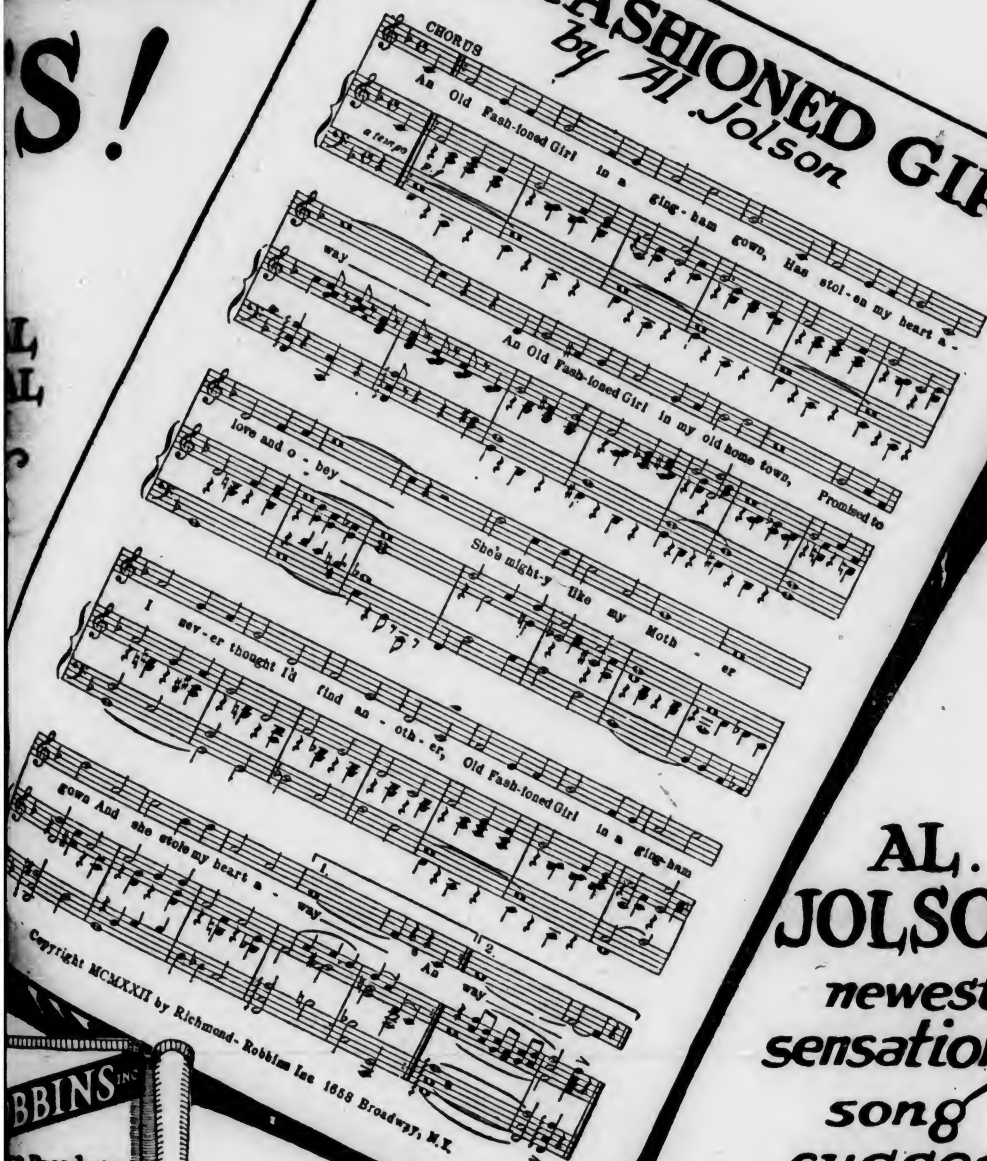 S!
FASHIONED GI
by Al. Jolson
CHORUS
An Old Fash-ioned Girl in a ging-ham gown, Has stol-en my heart a-
a tempo
p-f
way
An Old Fash-ioned Girl in my old home town, Promised to
love and o-bey
She's might-y like my Moth-er
I nev-er thought I'd find an-oth-er, Old Fash-ioned Girl in a ging-ham
gown And she stole my heart a-way
1.
An
2.
way
Copyright MCMXXII by Richmond-Robbins Inc 1658 Broadway, N.Y.
L
AL
BBINS INC
AL.
JOLSO
newest
sensatio
song